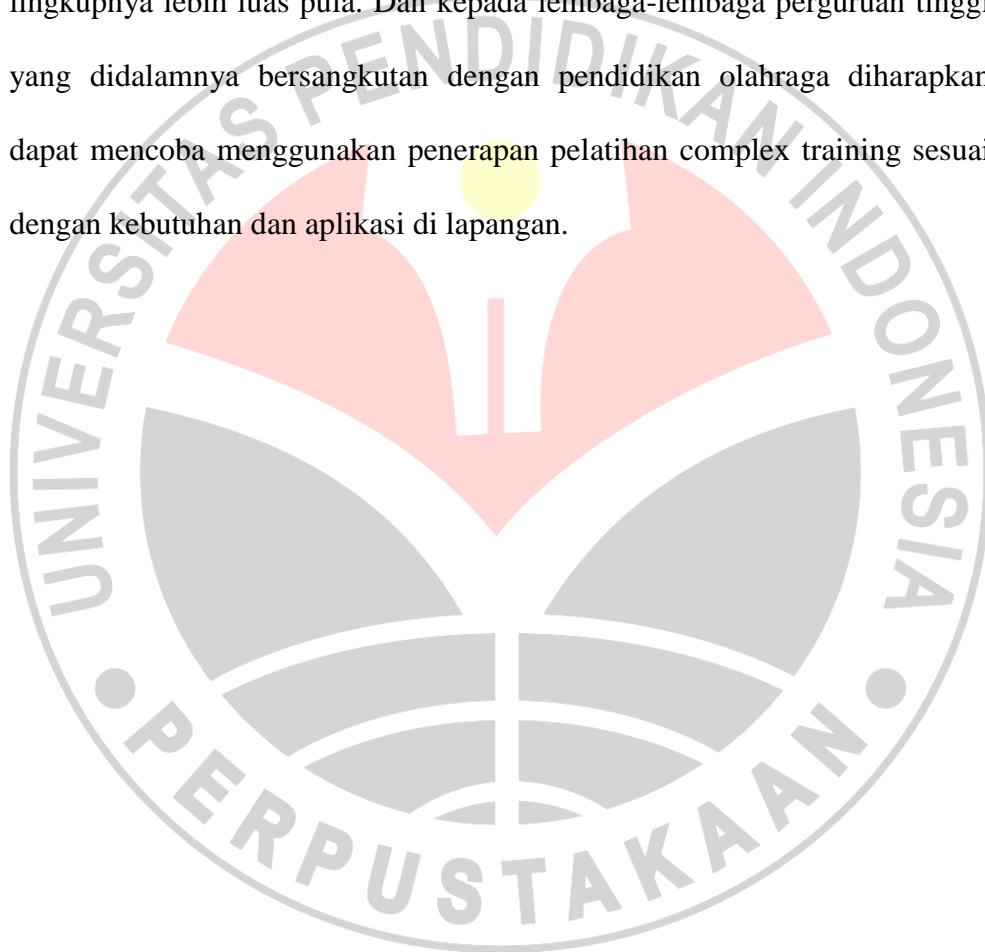 lingkupnya lebih luas pula. Dan kepada lembaga-lembaga perguruan tinggi
yang didalamnya bersangkutan dengan pendidikan olahraga diharapkan
dapat mencoba menggunakan penerapan pelatihan complex training sesuai
dengan kebutuhan dan aplikasi di lapangan.
UNIVERSITAS PENDIDIKAN INDONESIA
PERPUSTAKAAN